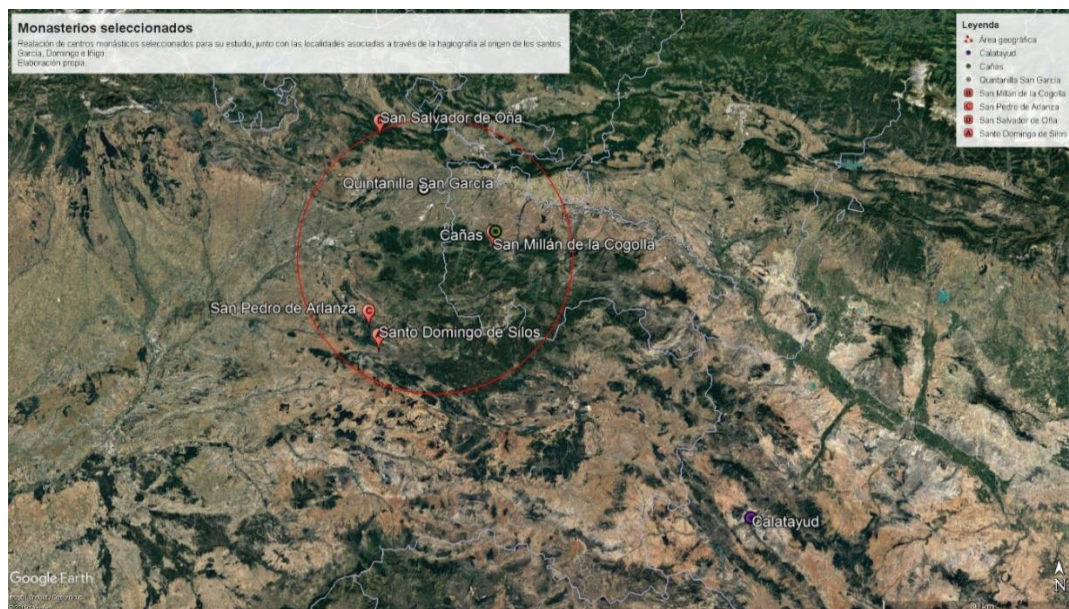 Monasterios seleccionados
Realación de centros monásticos seleccionados para su estudio, junto con las localidades asociadas a través de la hagiografía al origen de los santos
García, Domingo e Iñigo
Elaboración propia
Leyenda
Área geográfica
Calatayud
Cañas
Quintanilla San García
B San Millán de la Cogolla
C San Pedro de Arlanza
D San Salvador de Oña
A Santo Domingo de Silos
San Salvador de Oña
Quintanilla San García
Cañas
San Millán de la Cogolla
San Pedro de Arlanza
C
Santo Domingo de Silos
Calatayud
Google Earth
N